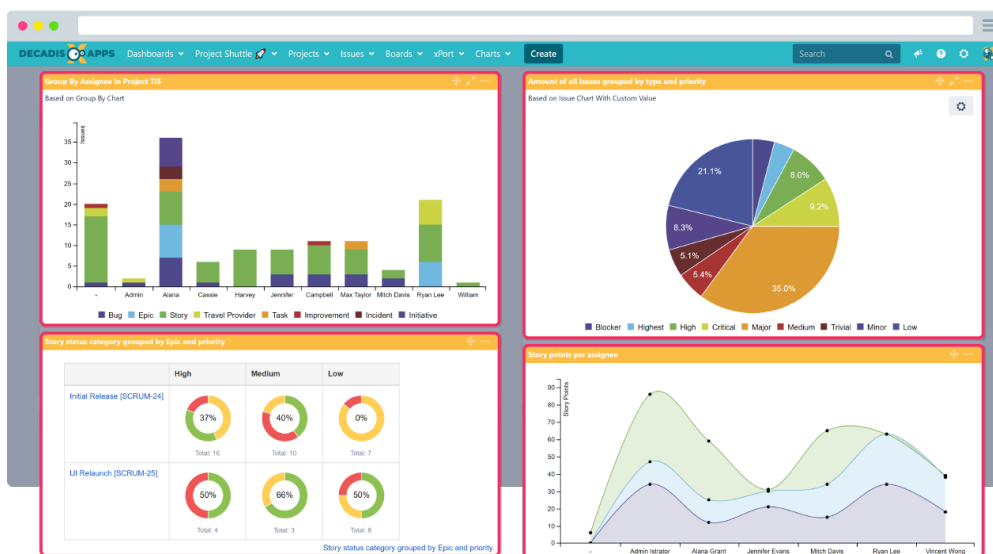 DECADIS APPS Dashboards Project Shuttle 🚀 Projects Issues Boards xPort Charts Create Search
Group By Assignee in Project TIS
Based on Group By Chart
Issues
35
30
25
20
15
10
5
0
- Admin Alana Cassie Harvey Jennifer Campbell Max Taylor Mitch Davis Ryan Lee William
Bug Epic Story Travel Provider Task Improvement Incident Initiative
Amount of all Issues grouped by type and priority
Based on Issue Chart With Custom Value
21.1%
8.0%
9.2%
8.3%
5.1%
5.4%
35.0%
Blocker Highest High Critical Major Medium Trivial Minor Low
Story status category grouped by Epic and priority
High Medium Low
Initial Release [SCRUM-24]
37% 40% 0%
Total: 16 Total: 10 Total: 7
UI Relaunch [SCRUM-25]
50% 66% 50%
Total: 4 Total: 3 Total: 8
Story status category grouped by Epic and priority
Story points per assignee
Story Points
90
80
70
60
50
40
30
20
10
0
- Admin Istrator Alana Grant Jennifer Evans Mitch Davis Ryan Lee Vincent Wong